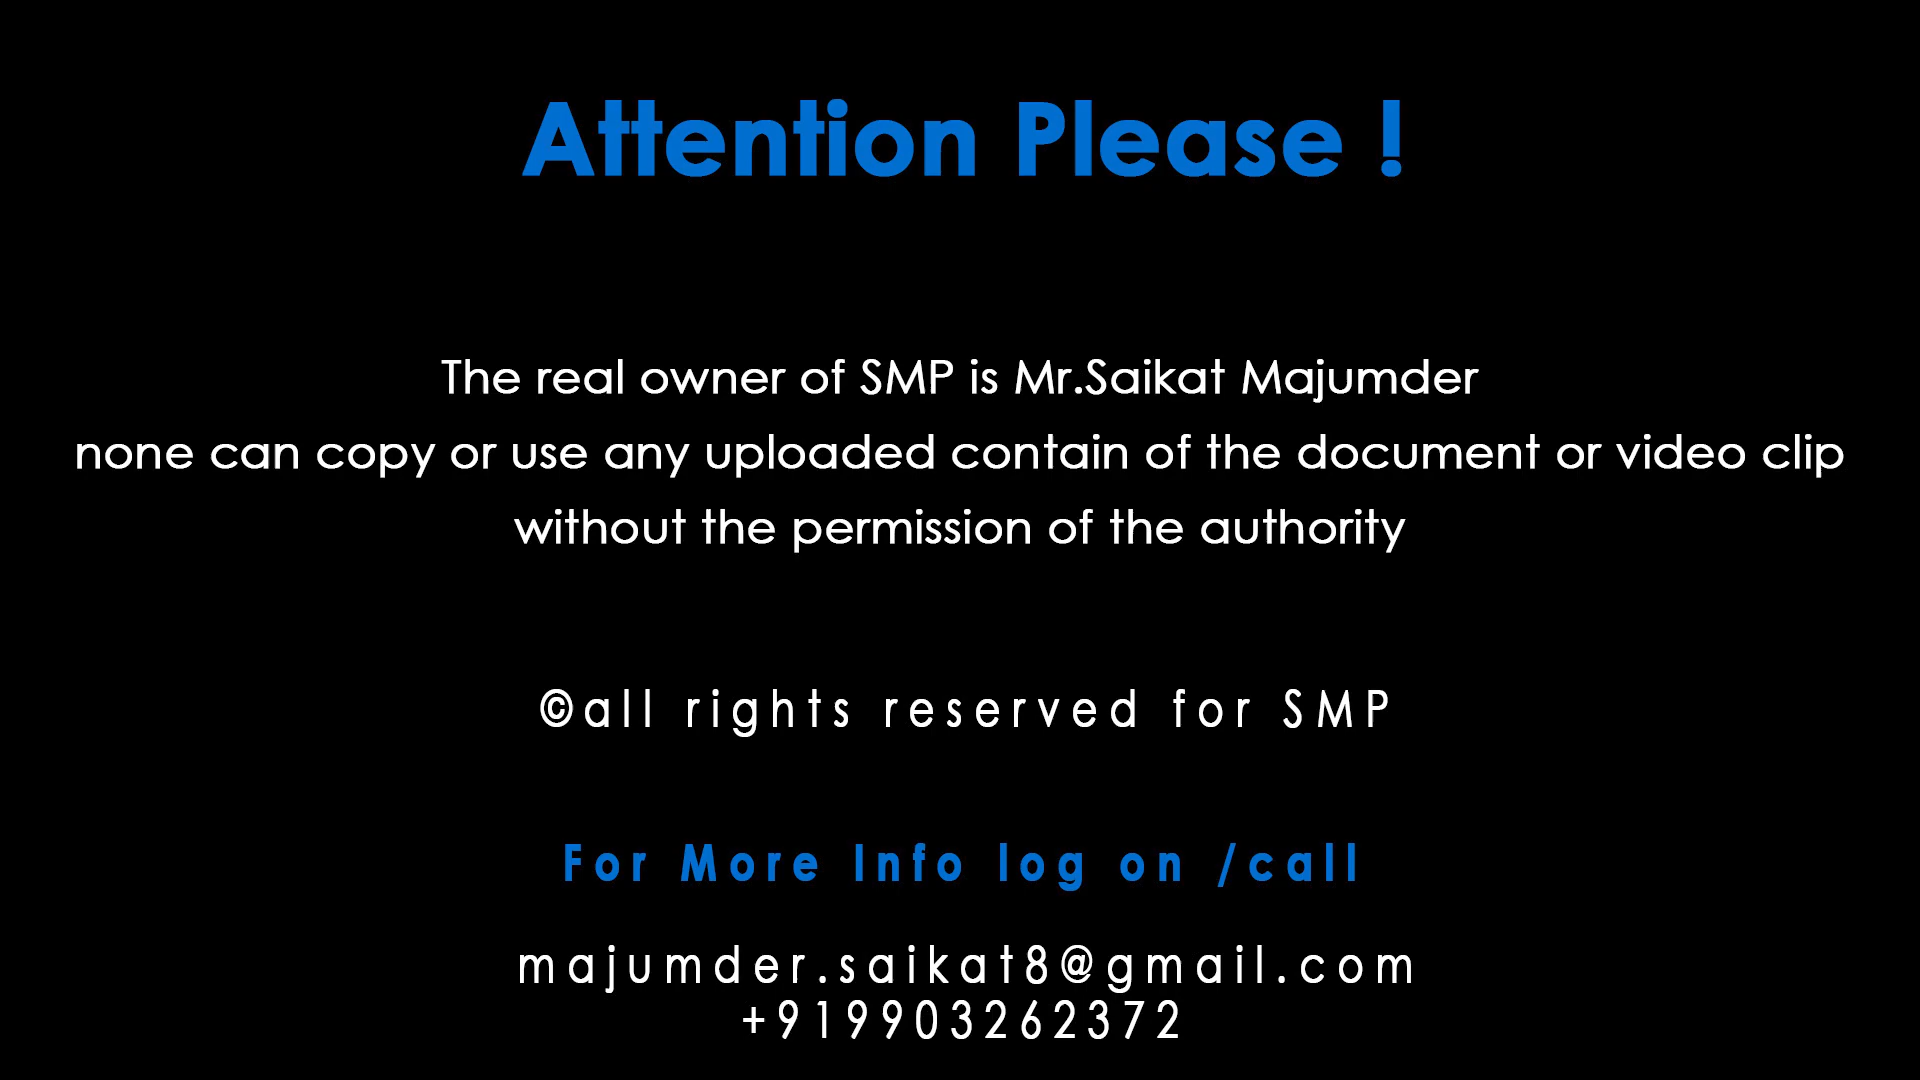 Attention Please !
The real owner of SMP is Mr.Saikat Majumder
none can copy or use any uploaded contain of the document or video clip
without the permission of the authority
©all rights reserved for SMP
For More Info log on /call
majumder.saikat8@gmail.com
+919903262372